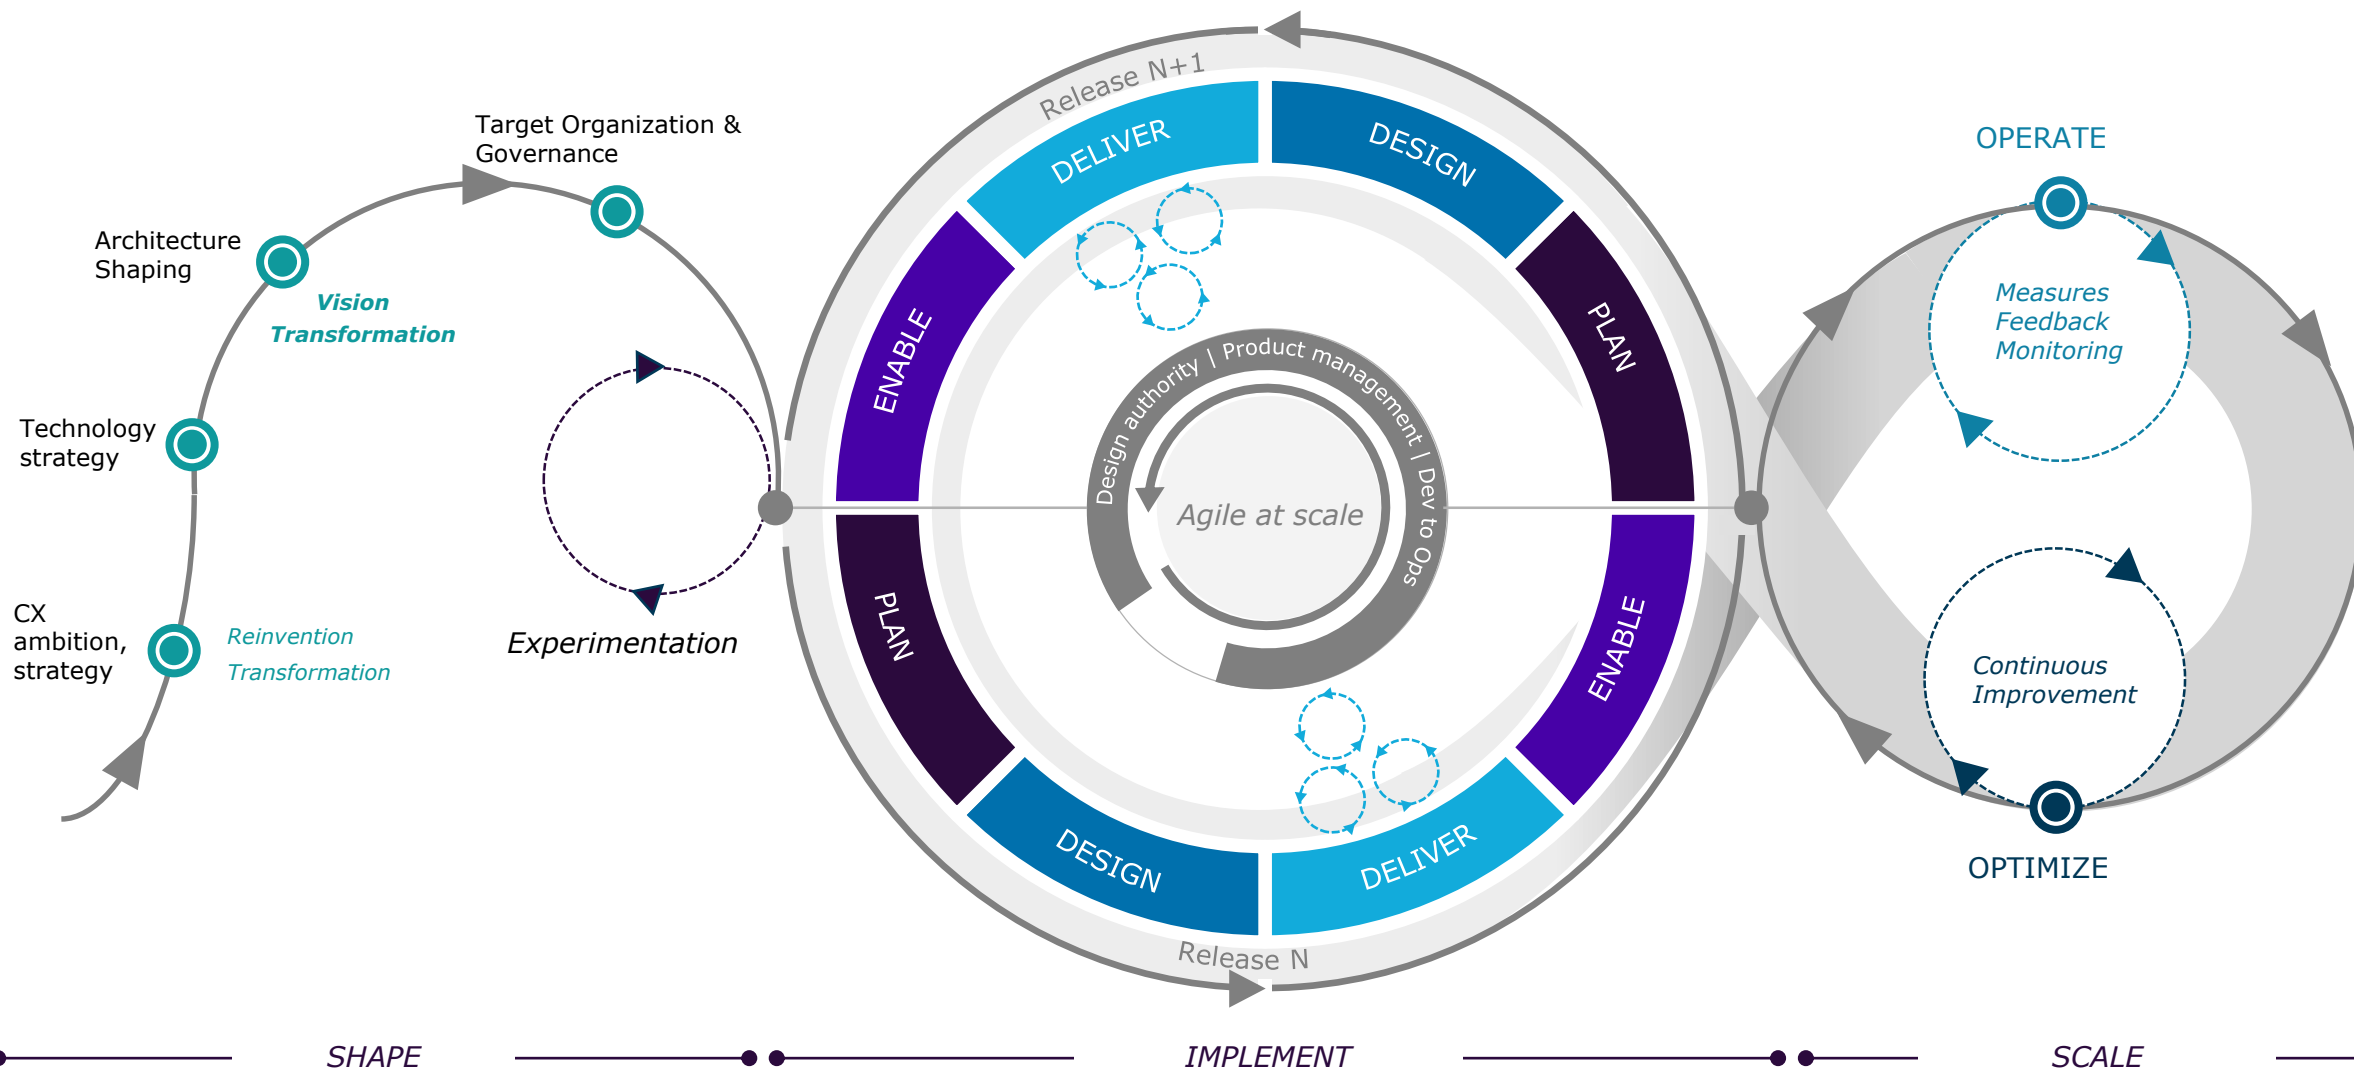 Target Organization &
Governance
Architecture
Shaping
Vision
Transformation
Technology
strategy
CX
ambition,
strategy
Reinvention
Transformation
Experimentation
Release N+1
DELIVER
DESIGN
ENABLE
PLAN
Design authority | Product management | Dev to Ops
Agile at scale
PLAN
ENABLE
DESIGN
DELIVER
Release N
OPERATE
Measures
Feedback
Monitoring
Continuous
Improvement
OPTIMIZE
SHAPE
IMPLEMENT
SCALE